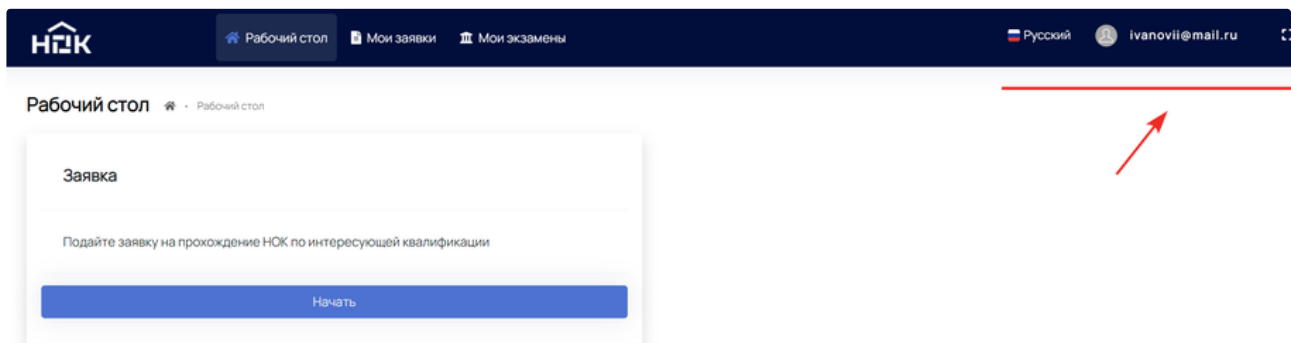 НОК Рабочий стол Мои заявки Мои экзамены Русский ivanovii@mail.ru
Рабочий стол • Рабочий стол
Заявка
Подайте заявку на прохождение НОК по интересующей квалификации
Начать